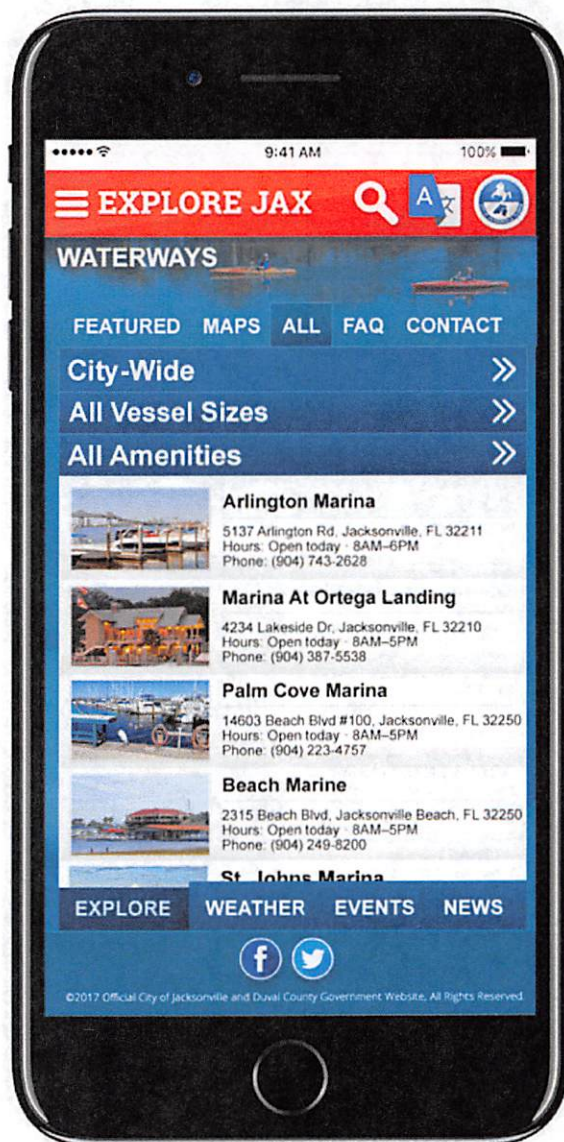 9:41 AM
100%
EXPLORE JAX
A 文
WATERWAYS
FEATURED MAPS ALL FAQ CONTACT
City-Wide
All Vessel Sizes
All Amenities
Arlington Marina
5137 Arlington Rd, Jacksonville, FL 32211
Hours: Open today · 8AM–6PM
Phone: (904) 743-2628
Marina At Ortega Landing
4234 Lakeside Dr, Jacksonville, FL 32210
Hours: Open today · 8AM–5PM
Phone: (904) 387-5538
Palm Cove Marina
14603 Beach Blvd #100, Jacksonville, FL 32250
Hours: Open today · 8AM–5PM
Phone: (904) 223-4757
Beach Marine
2315 Beach Blvd, Jacksonville Beach, FL 32250
Hours: Open today · 8AM–5PM
Phone: (904) 249-8200
St. Johns Marina
EXPLORE WEATHER EVENTS NEWS
f
©2017 Official City of Jacksonville and Duval County Government Website, All Rights Reserved.